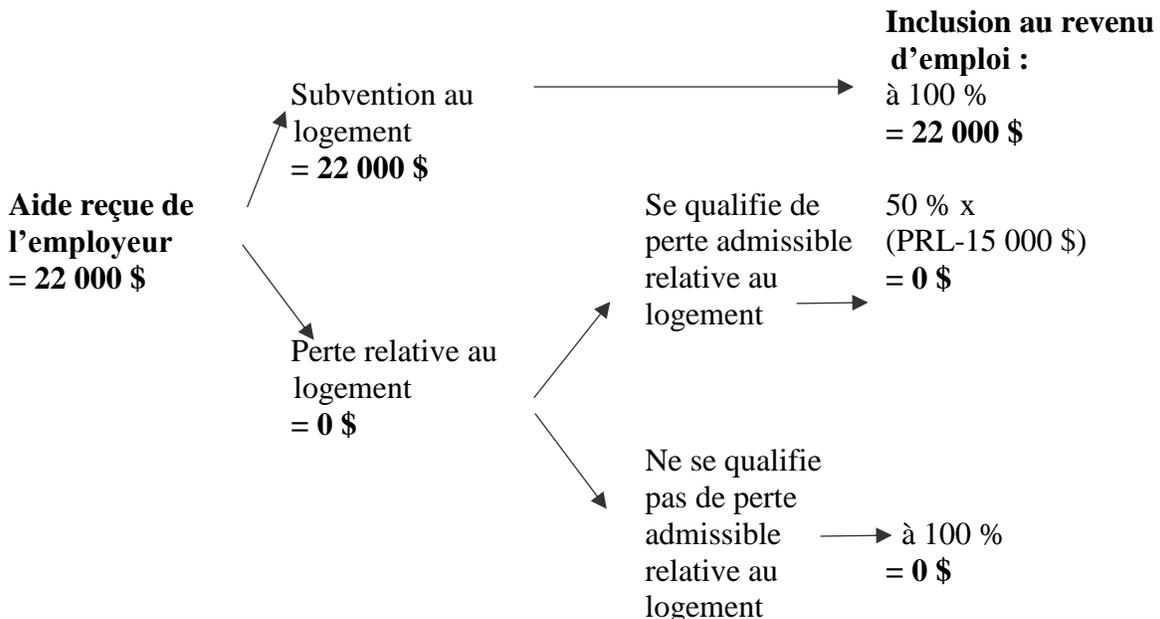 Inclusion au revenu
d’emploi :
à 100 %
= 22 000 $
Subvention au
logement
= 22 000 $
Aide reçue de
l’employeur
= 22 000 $
Se qualifie de
perte admissible
relative au
logement
50 % x
(PRL-15 000 $)
= 0 $
Perte relative au
logement
= 0 $
Ne se qualifie
pas de perte
admissible
relative au
logement
à 100 %
= 0 $